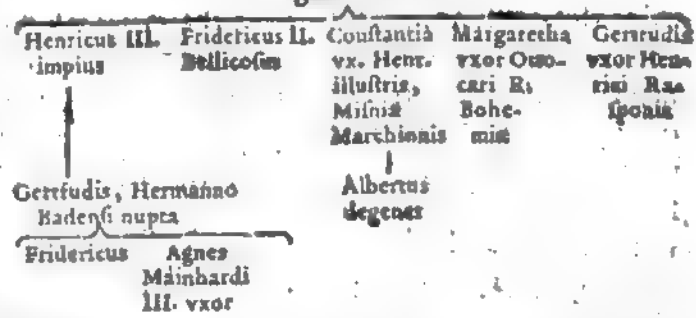 Henricus III.
impius
Fridericus II.
Bellicoſus
Conſtantia
vx. Henr.
illuſtris,
Miſniæ
Marchionis
Margaretha
vxor Otto-
cari R.
Bohe-
miæ
Gertrudis
vxor Hen-
rici Ras
ſponis
Gertrudis, Hermanno
Badenſi nupta
Albertus
degener
Fridericus
Agnes
Mainhardi
III. vxor